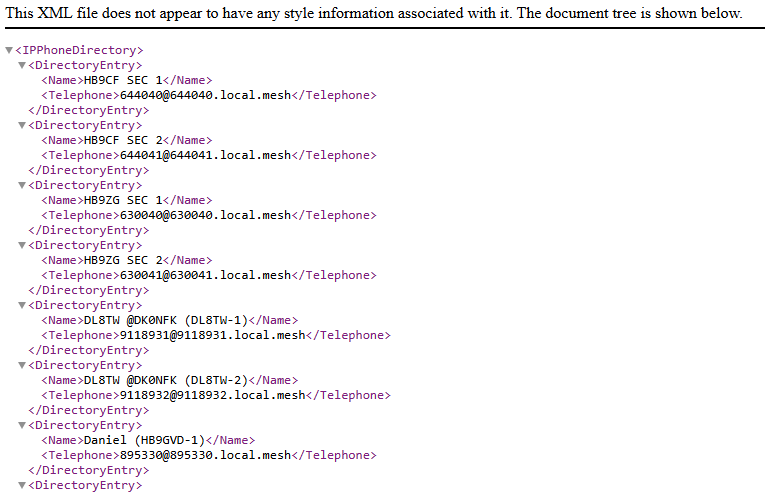 This XML file does not appear to have any style information associated with it. The document tree is shown below.
<IPPhoneDirectory>
<DirectoryEntry>
<Name>HB9CF SEC 1</Name>
<Telephone>644040@644040.local.mesh</Telephone>
</DirectoryEntry>
<DirectoryEntry>
<Name>HB9CF SEC 2</Name>
<Telephone>644041@644041.local.mesh</Telephone>
</DirectoryEntry>
<DirectoryEntry>
<Name>HB9ZG SEC 1</Name>
<Telephone>630040@630040.local.mesh</Telephone>
</DirectoryEntry>
<DirectoryEntry>
<Name>HB9ZG SEC 2</Name>
<Telephone>630041@630041.local.mesh</Telephone>
</DirectoryEntry>
<DirectoryEntry>
<Name>DL8TW @DK0NFK (DL8TW-1)</Name>
<Telephone>9118931@9118931.local.mesh</Telephone>
</DirectoryEntry>
<DirectoryEntry>
<Name>DL8TW @DK0NFK (DL8TW-2)</Name>
<Telephone>9118932@9118932.local.mesh</Telephone>
</DirectoryEntry>
<DirectoryEntry>
<Name>Daniel (HB9GVD-1)</Name>
<Telephone>895330@895330.local.mesh</Telephone>
</DirectoryEntry>
<DirectoryEntry>